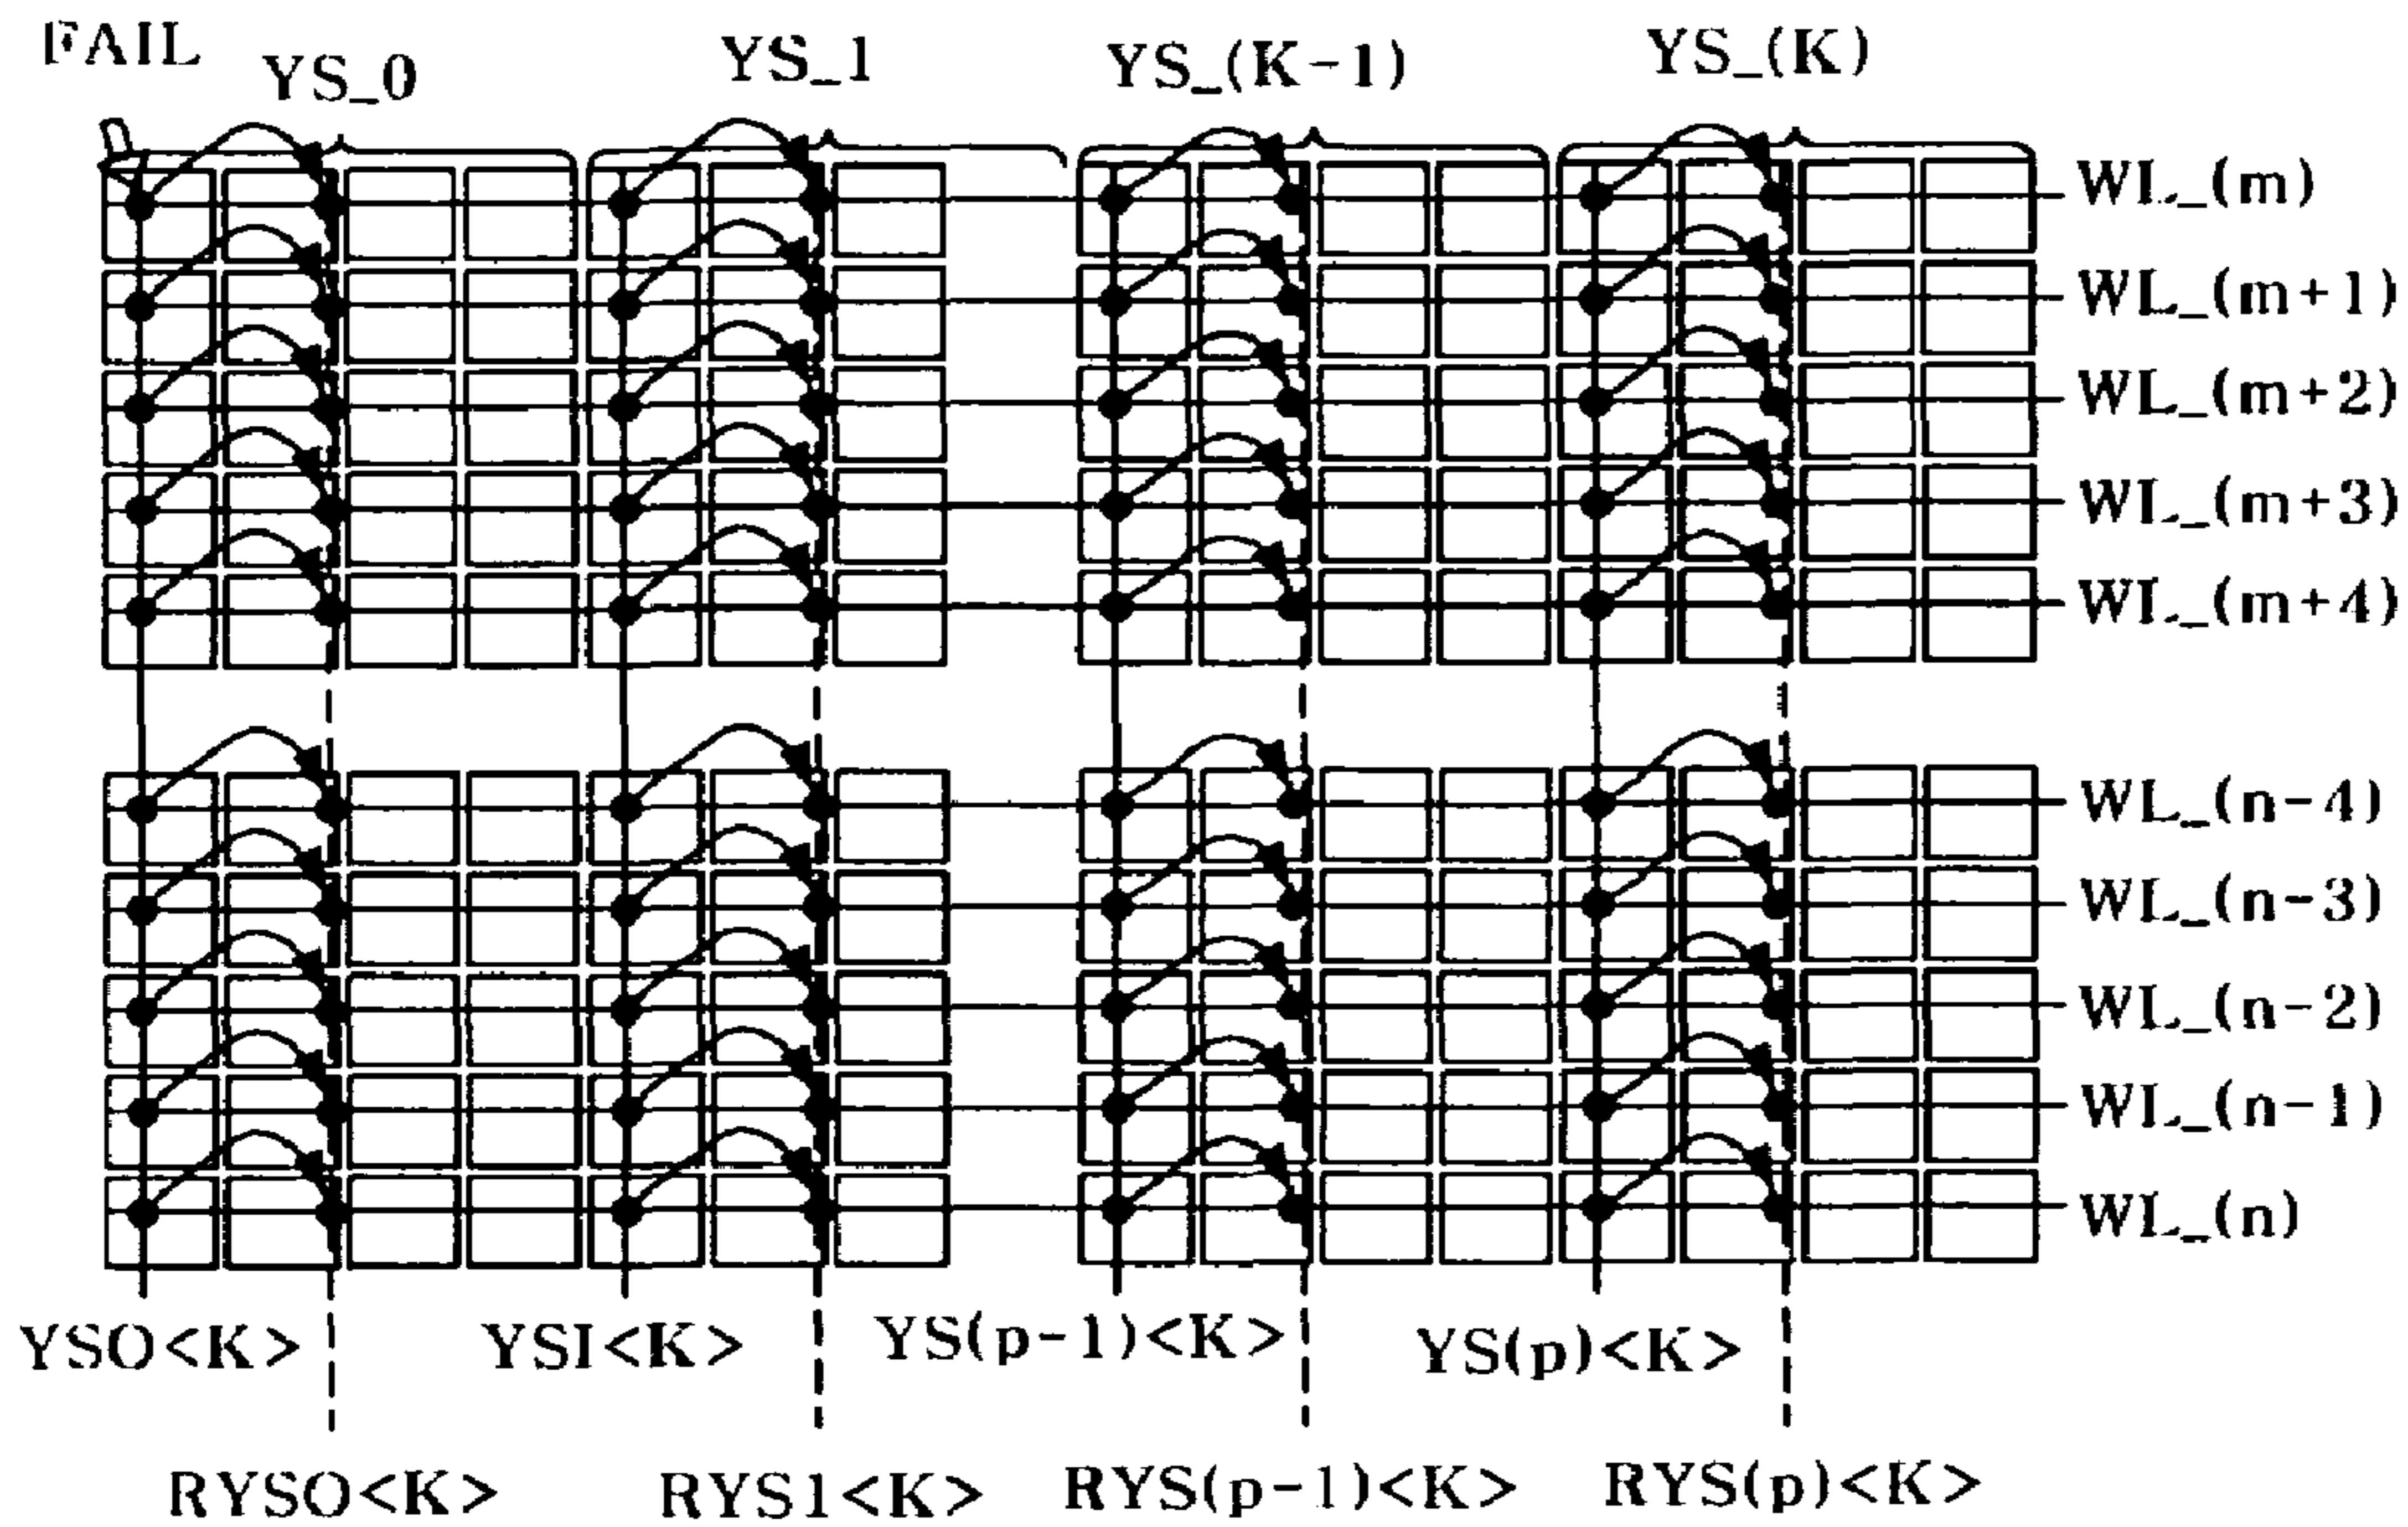 FAIL
YS_0
YS_1
YS_(K-1)
YS_(K)
WL_(m)
WL_(m+1)
WL_(m+2)
WL_(m+3)
WL_(m+4)
WL_(n-4)
WL_(n-3)
WL_(n-2)
WL_(n-1)
WL_(n)
YSO<K>
YSI<K>
YS(p-1)<K>
YS(p)<K>
RYSO<K>
RYS1<K>
RYS(p-1)<K>
RYS(p)<K>